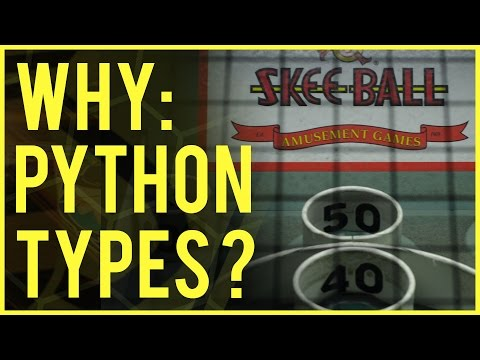 WHY:
PYTHON
TYPES?
SKEE BALL
AMUSEMENT GAMES
50
40